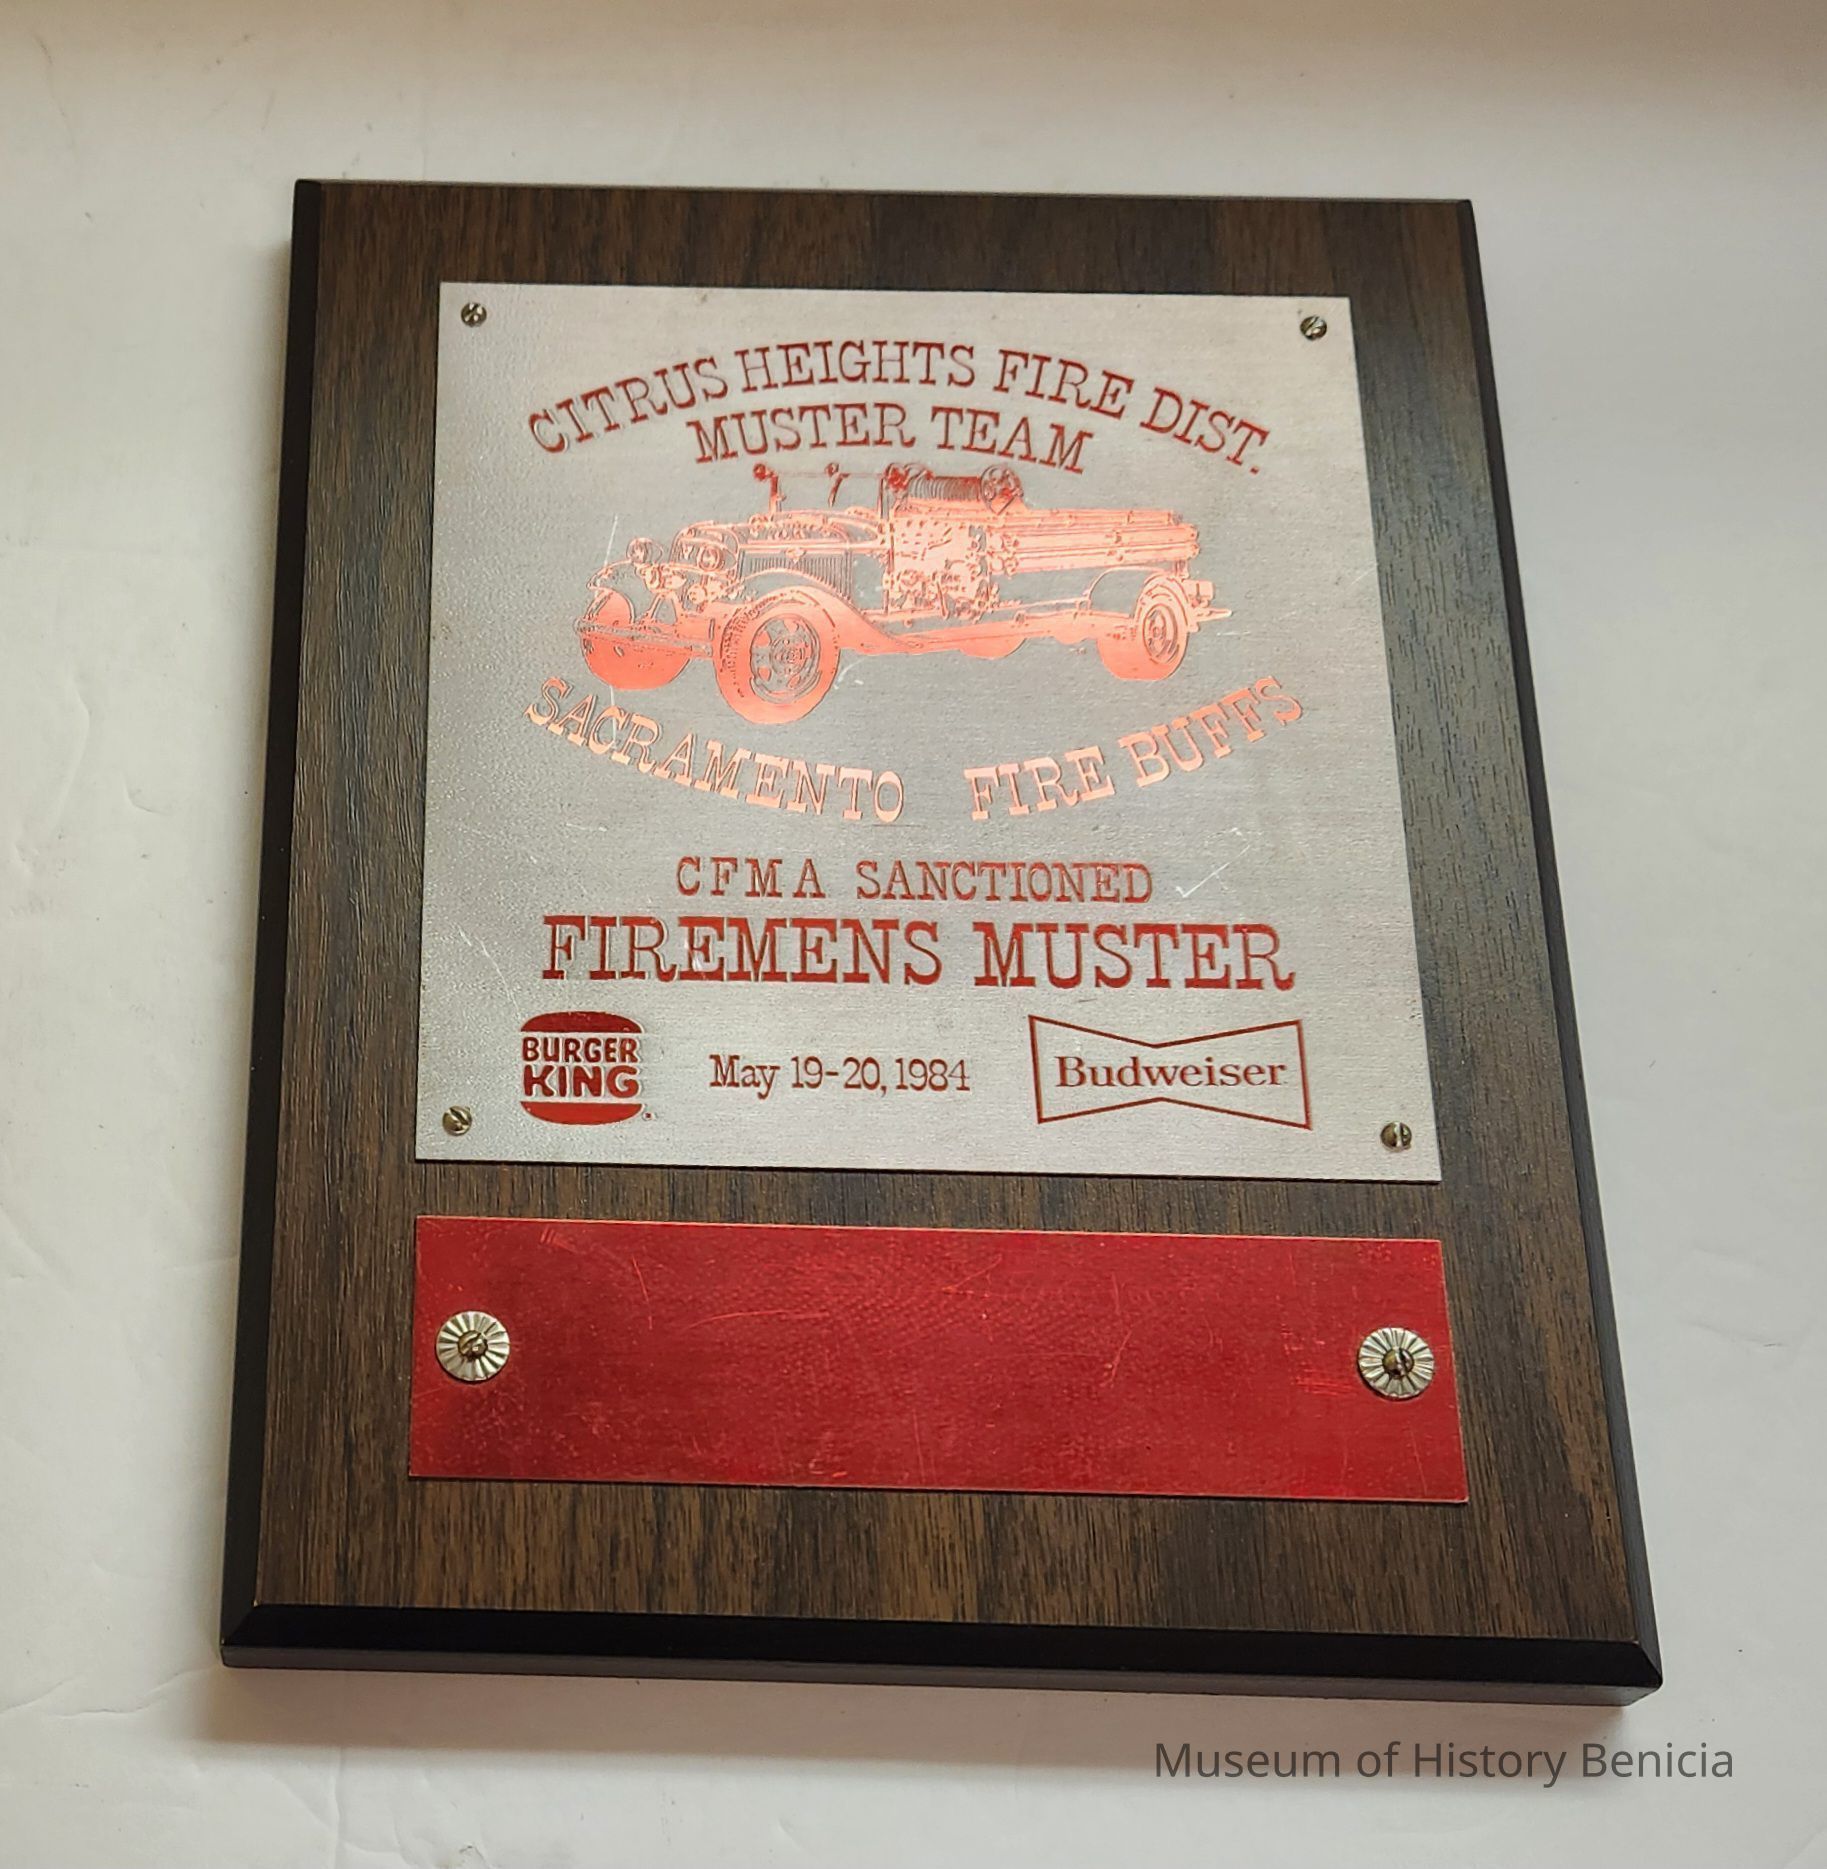 CITRUS HEIGHTS FIRE DIST.
MUSTER TEAM
SACRAMENTO FIRE BUFFS
CFMA SANCTIONED
FIREMENS MUSTER
BURGER
KING
May 19-20, 1984
Budweiser
Museum of History Benicia